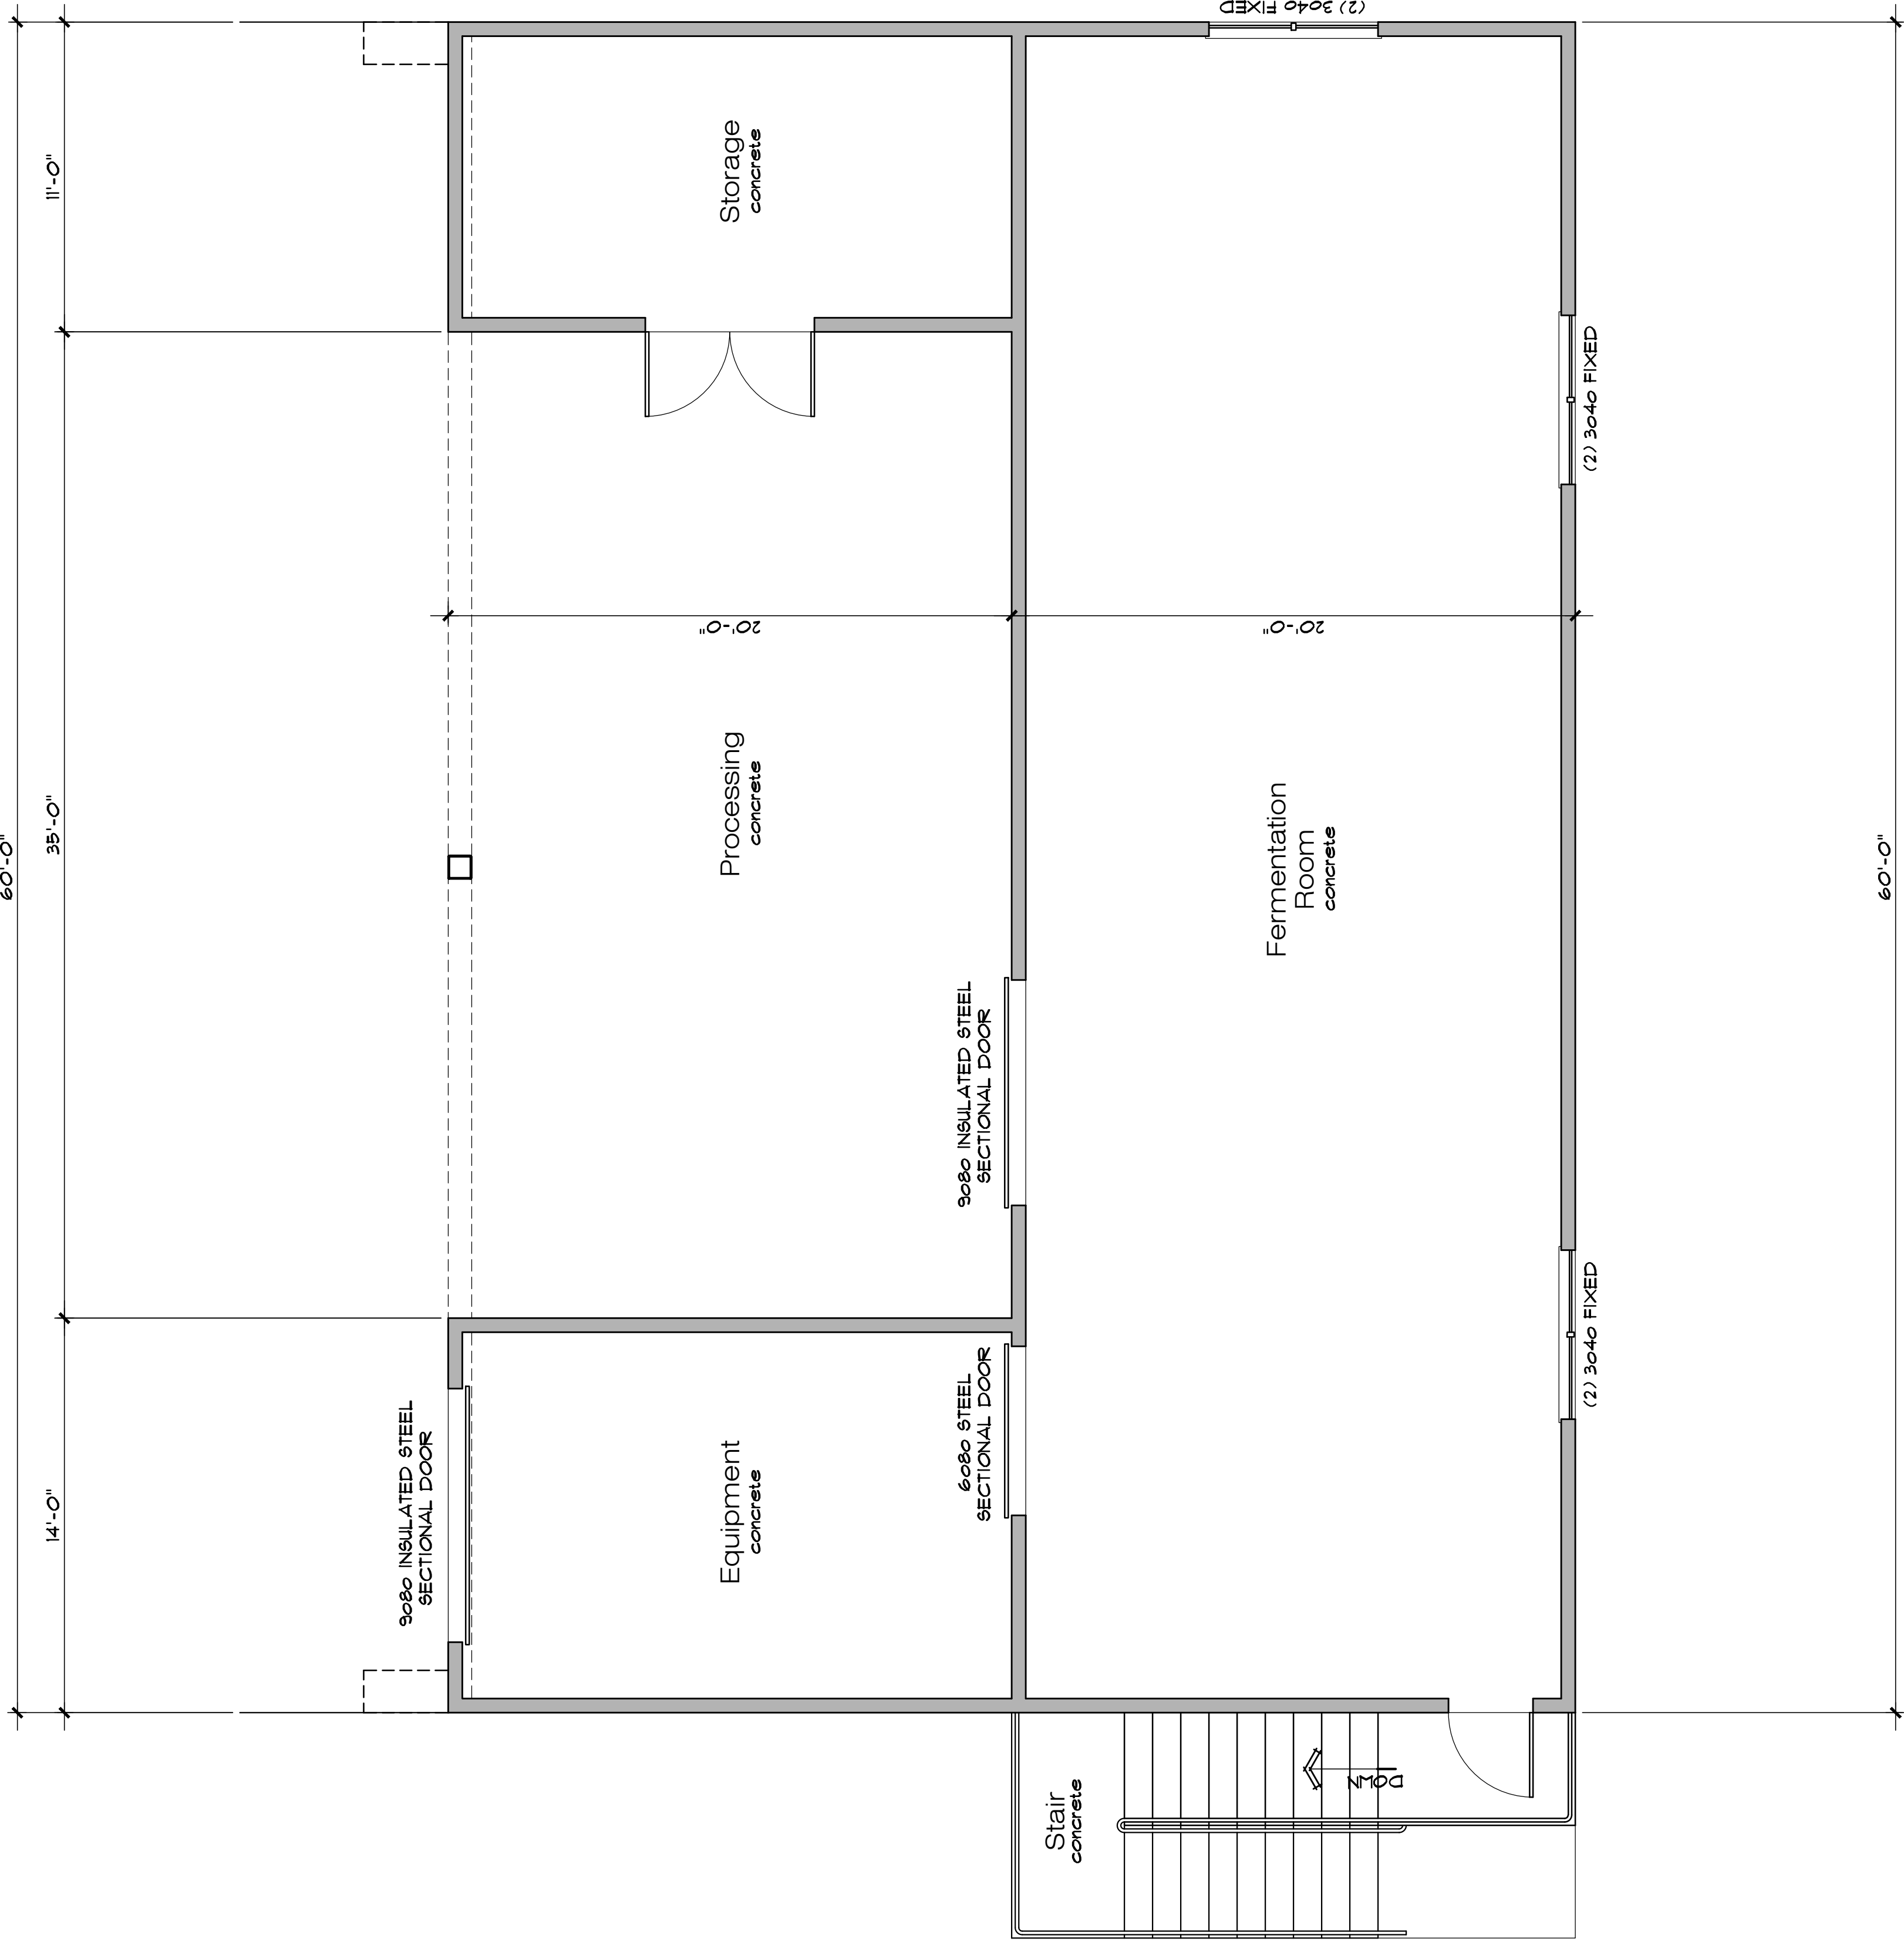 (2) 3040 FIXED
11'-0"
Storage
concrete
(2) 3040 FIXED
20'-0"
20'-0"
60'-0"
35'-0"
Processing
concrete
Fermentation
Room
concrete
60'-0"
9080 INSULATED STEEL
SECTIONAL DOOR
(2) 3040 FIXED
14'-0"
9080 INSULATED STEEL
SECTIONAL DOOR
Equipment
concrete
6080 STEEL
SECTIONAL DOOR
Stair
concrete
DOWN